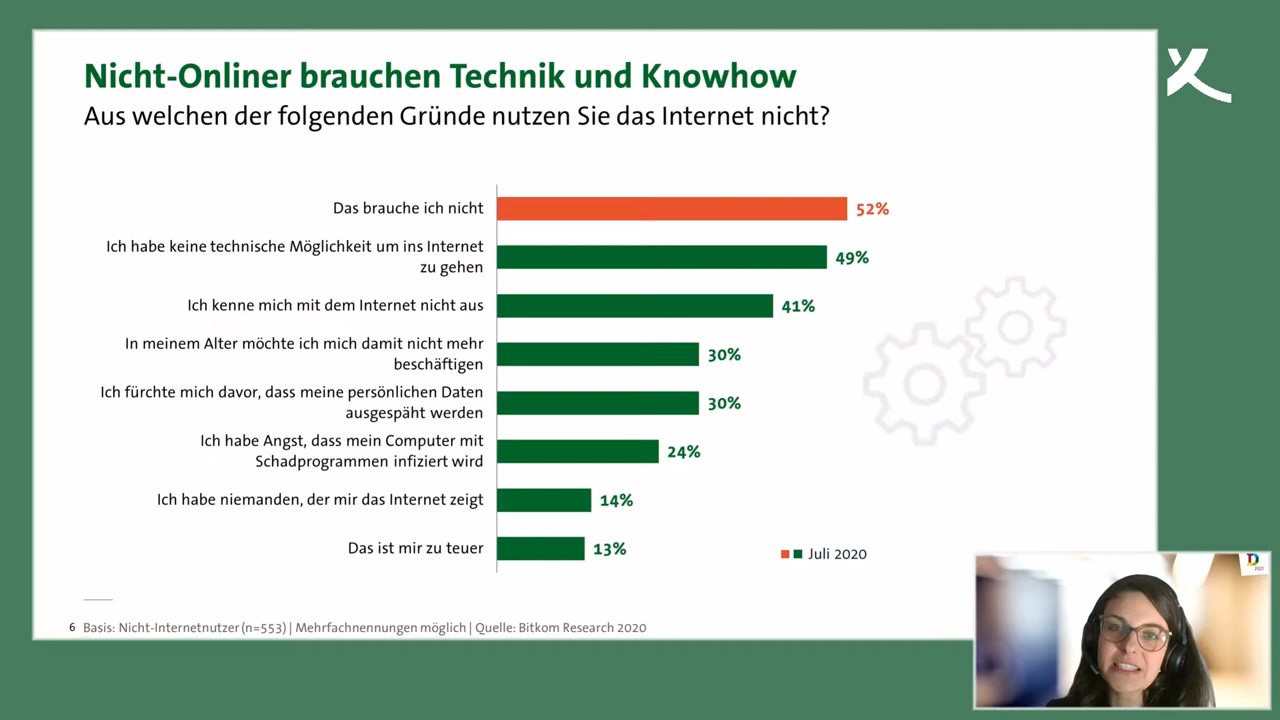 Nicht-Onliner brauchen Technik und Knowhow
Aus welchen der folgenden Gründe nutzen Sie das Internet nicht?
Das brauche ich nicht
52%
Ich habe keine technische Möglichkeit um ins Internet
zu gehen
49%
Ich kenne mich mit dem Internet nicht aus
41%
In meinem Alter möchte ich mich damit nicht mehr
beschäftigen
30%
Ich fürchte mich davor, dass meine persönlichen Daten
ausgespäht werden
30%
Ich habe Angst, dass mein Computer mit
Schadprogrammen infiziert wird
24%
Ich habe niemanden, der mir das Internet zeigt
14%
Das ist mir zu teuer
13%
Juli 2020
6 Basis: Nicht-Internetnutzer (n=553) | Mehrfachnennungen möglich | Quelle: Bitkom Research 2020
D
2021